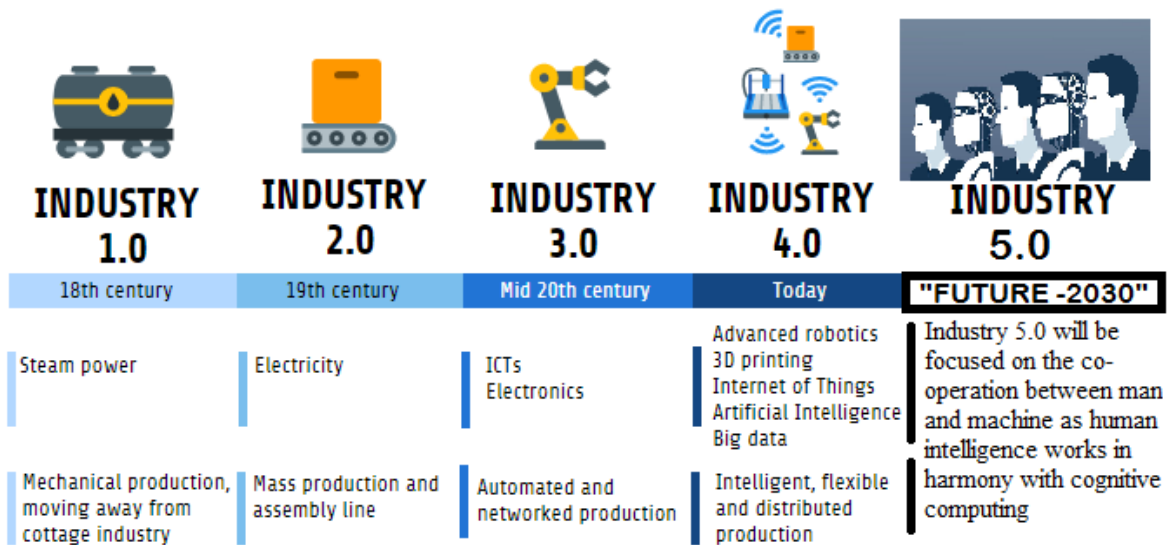 INDUSTRY
1.0
INDUSTRY
2.0
INDUSTRY
3.0
INDUSTRY
4.0
INDUSTRY
5.0
18th century
19th century
Mid 20th century
Today
"FUTURE -2030"
Steam power
Electricity
ICTs
Electronics
Advanced robotics
3D printing
Internet of Things
Artificial Intelligence
Big data
Mechanical production,
moving away from
cottage industry
Mass production and
assembly line
Automated and
networked production
Intelligent, flexible
and distributed
production
Industry 5.0 will be
focused on the co-
operation between man
and machine as human
intelligence works in
harmony with cognitive
computing